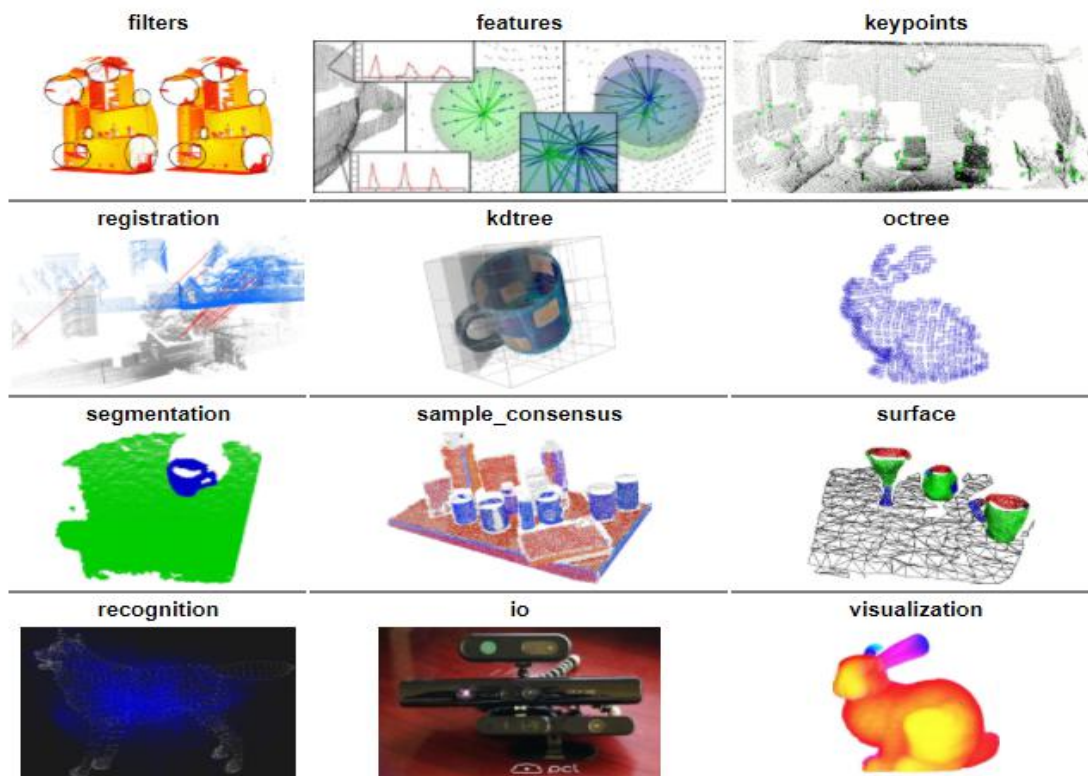 filters
features
keypoints
registration
kdtree
octree
segmentation
sample_consensus
surface
recognition
io
visualization
pcl